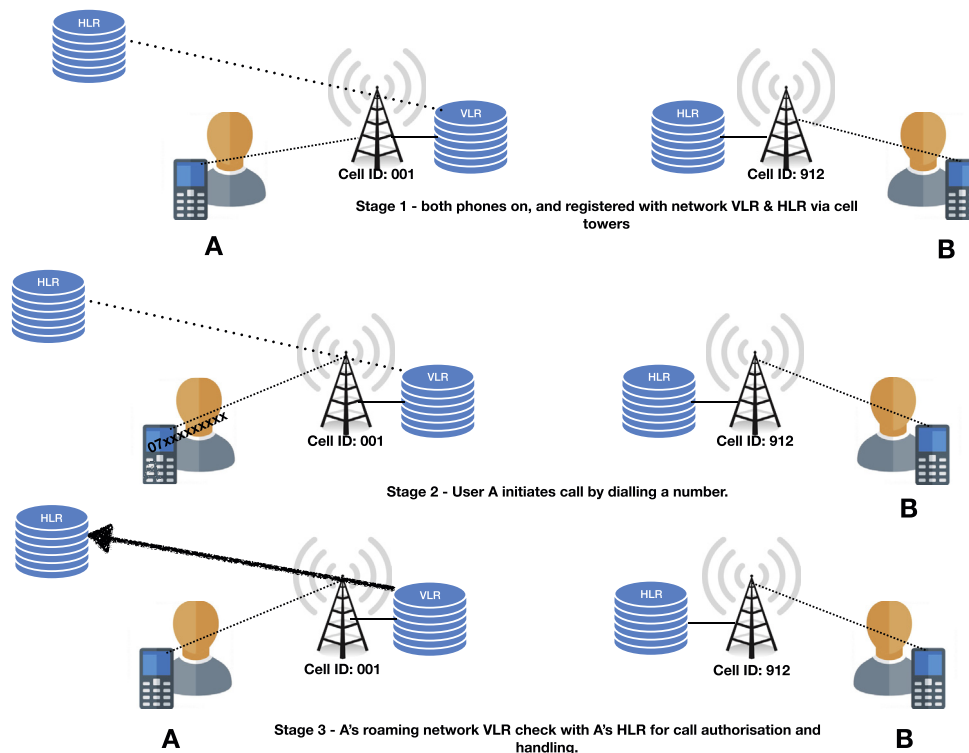 HLR
VLR
HLR
Cell ID: 001
Cell ID: 912
Stage 1 - both phones on, and registered with network VLR & HLR via cell
towers
A
B
HLR
VLR
HLR
07xxxxxxxxx
Cell ID: 001
Cell ID: 912
Stage 2 - User A initiates call by dialling a number.
B
HLR
VLR
HLR
Cell ID: 001
Cell ID: 912
A
B
Stage 3 - A's roaming network VLR check with A's HLR for call authorisation and
handling.